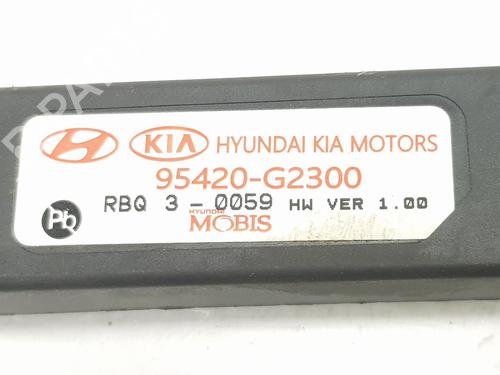 KIA HYUNDAI KIA MOTORS
95420-G2300
Pb RBQ 3 - 0059 HW VER 1.00
HYUNDAI
MOBIS